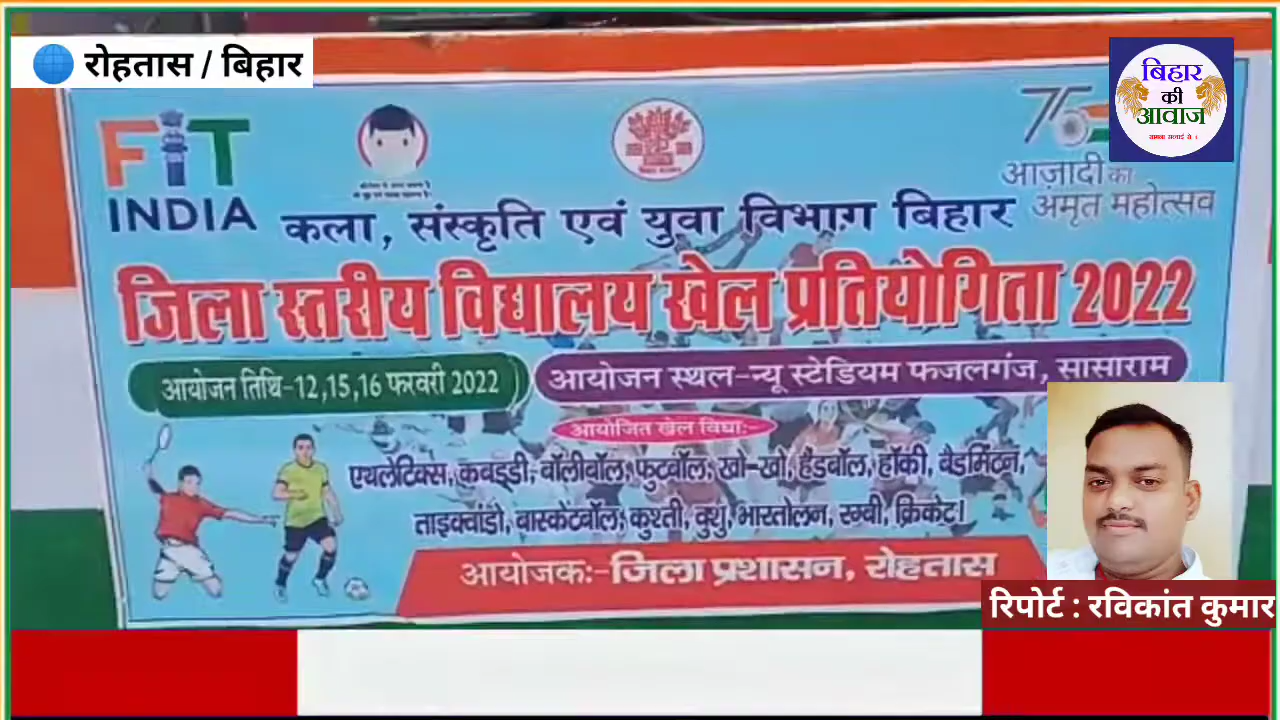 रोहतास / बिहार
बिहार
की
आवाज
FIT
INDIA
75
आज़ादी का
अमृत महोत्सव
कला, संस्कृति एवं युवा विभाग बिहार
जिला स्तरीय विद्यालय खेल प्रतियोगिता 2022
आयोजन तिथि-12,15,16 फरवरी 2022
आयोजन स्थल-न्यू स्टेडियम फजलगंज, सासाराम
आयोजित खेल विधाः-
एथलेटिक्स, कबड्डी, वॉलीबॉल, फुटबॉल, खो-खो, हैंडबॉल, हॉकी, बैडमिंटन,
ताइक्वांडो, बास्केटबॉल, कुश्ती, वुशु, भारतोलन, रग्बी, क्रिकेट।
आयोजकः-जिला प्रशासन, रोहतास
रिपोर्ट : रविकांत कुमार